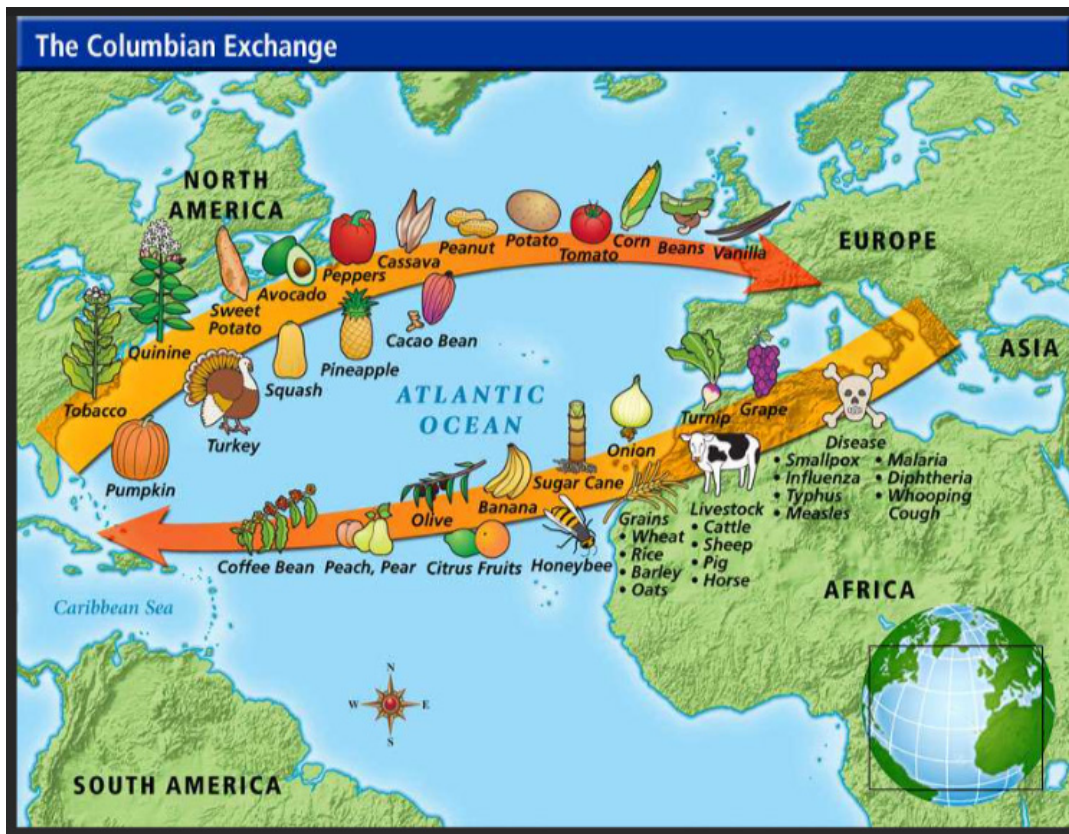 The Columbian Exchange
NORTH
AMERICA
EUROPE
ASIA
AFRICA
SOUTH AMERICA
ATLANTIC
OCEAN
Caribbean Sea
Tobacco
Quinine
Sweet
Potato
Avocado
Peppers
Cassava
Peanut
Potato
Tomato
Corn
Beans
Vanilla
Pumpkin
Turkey
Squash
Pineapple
Cacao Bean
Coffee Bean
Peach, Pear
Olive
Citrus Fruits
Banana
Honeybee
Sugar Cane
Onion
Grains
• Wheat
• Rice
• Barley
• Oats
Turnip
Livestock
• Cattle
• Sheep
• Pig
• Horse
Grape
Disease
• Smallpox
• Influenza
• Typhus
• Measles
• Malaria
• Diphtheria
• Whooping
Cough
N
W
E
S